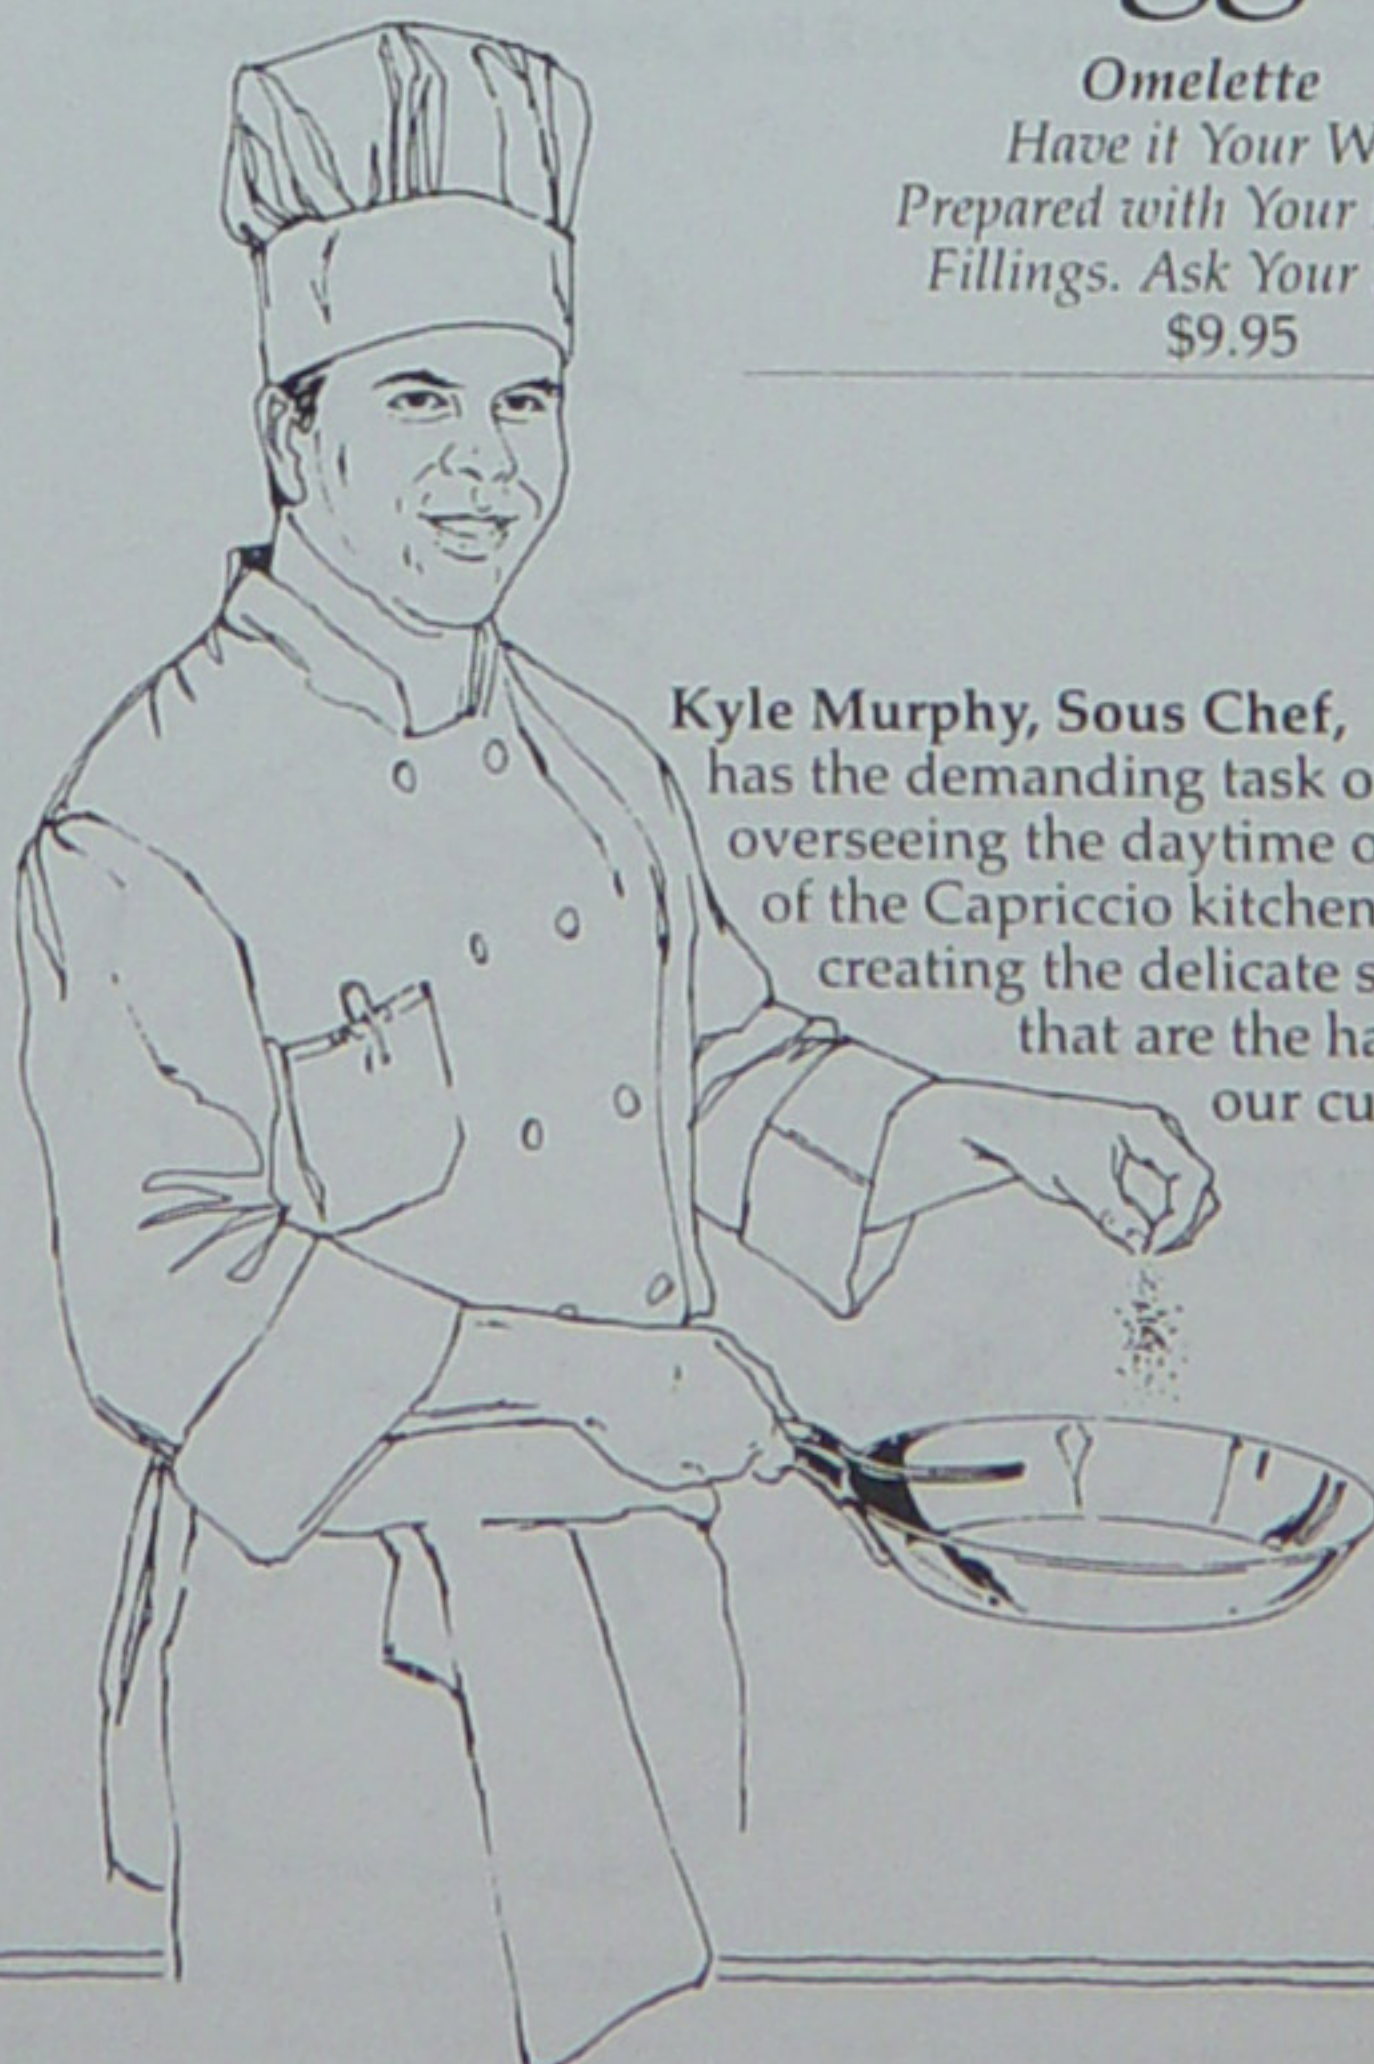 Omelette
Have it Your
Prepared with Your
Fillings. Ask Your
$9.95
Kyle Murphy, Sous Chef,
has the demanding task
overseeing the daytime
of the Capriccio kitchen
creating the delicate
that are the
our